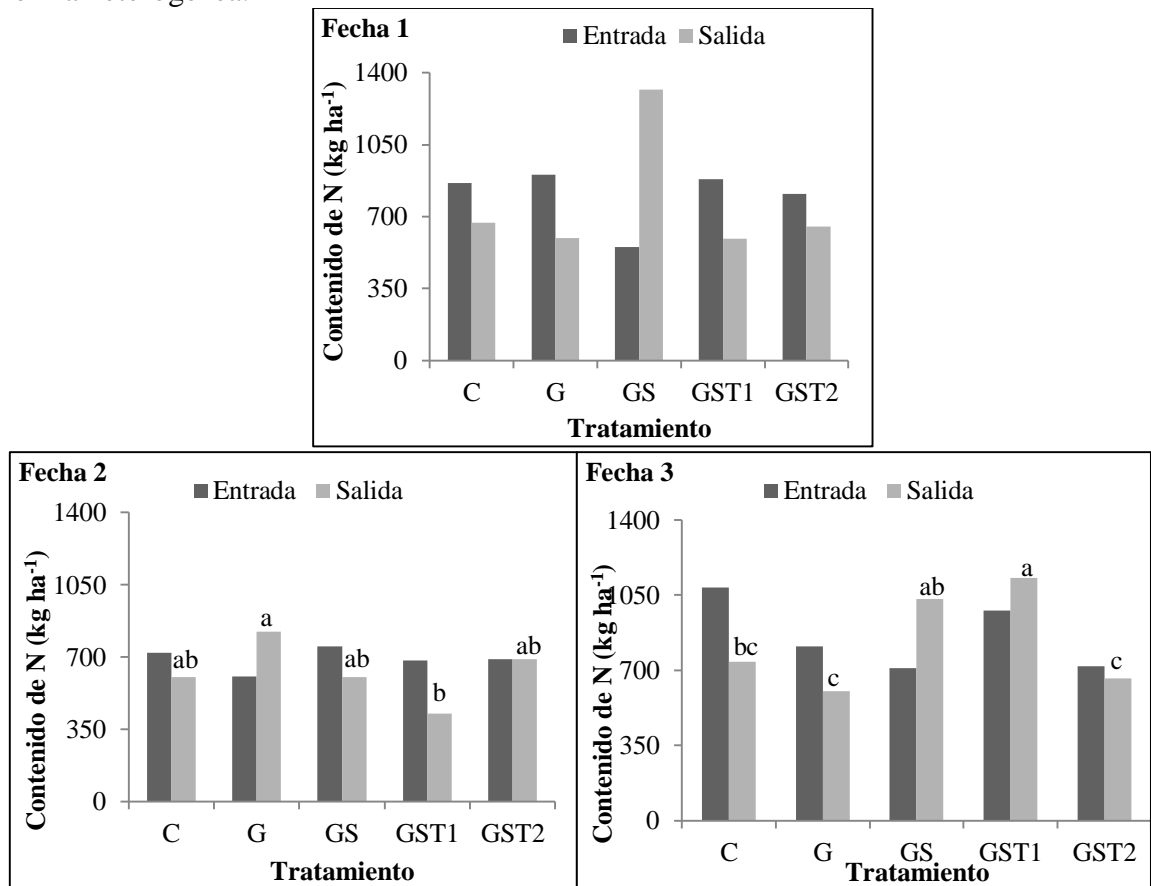 Fecha 1
Entrada Salida
Contenido de N (kg ha-1)
1400
1050
700
350
0
C G GS GST1 GST2
Tratamiento
Fecha 2
Entrada Salida
Contenido de N (kg ha-1)
1400
1050
700
350
0
ab a ab b ab
C G GS GST1 GST2
Tratamiento
Fecha 3
Entrada Salida
Contenido de N (kg ha-1)
1400
1050
700
350
0
bc c ab a c
C G GS GST1 GST2
Tratamiento